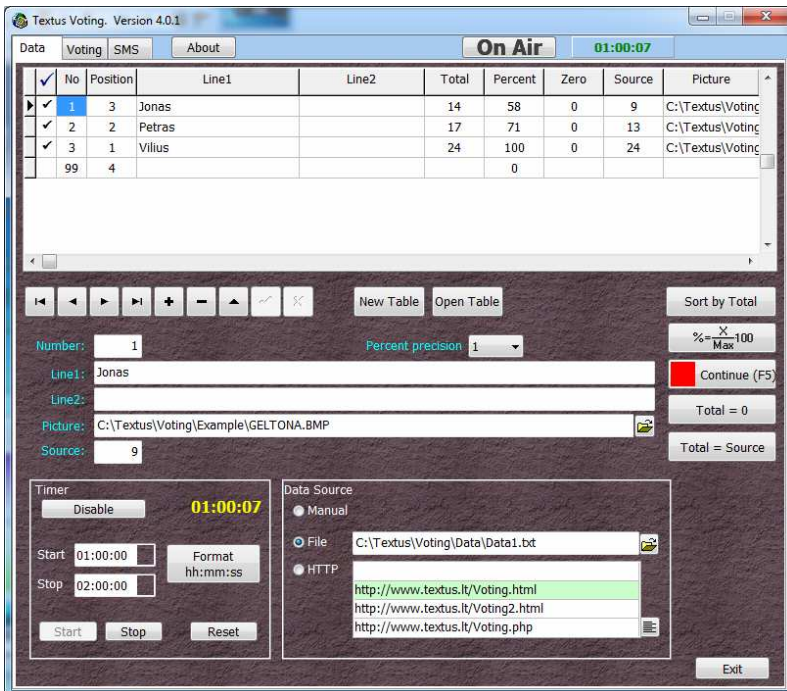 Textus Voting. Version 4.0.1
Data Voting SMS About On Air 01:00:07
No Position Line1 Line2 Total Percent Zero Source Picture
1 3 Jonas 14 58 0 9 C:\Textus\Voting
2 2 Petras 17 71 0 13 C:\Textus\Voting
3 1 Vilius 24 100 0 24 C:\Textus\Voting
99 4 0
New Table Open Table Sort by Total
Number: 1 Percent precision 1 %=X/Max 100
Line1: Jonas Continue (F5)
Line2:
Total = 0
Picture: C:\Textus\Voting\Example\GELTONA.BMP
Source: 9 Total = Source
Timer
Disable 01:00:07
Start 01:00:00 Format hh:mm:ss
Stop 02:00:00
Start Stop Reset
Data Source
Manual
File C:\Textus\Voting\Data\Data1.txt
HTTP
http://www.textus.lt/Voting.html
http://www.textus.lt/Voting2.html
http://www.textus.lt/Voting.php
Exit